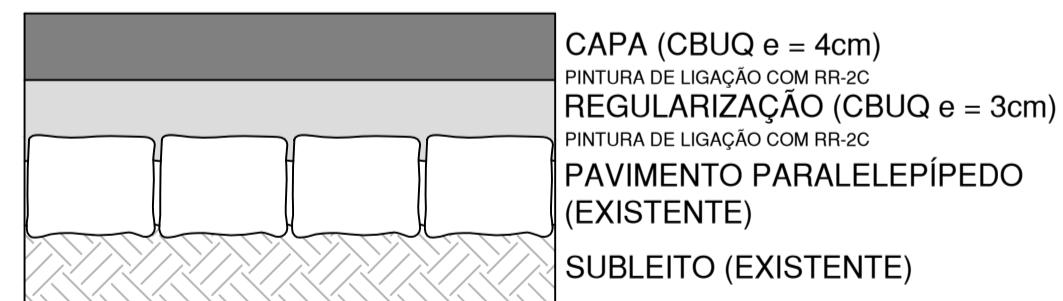 CAPA (CBUQ e = 4cm)
PINTURA DE LIGAÇÃO COM RR-2C
REGULARIZAÇÃO (CBUQ e = 3cm)
PINTURA DE LIGAÇÃO COM RR-2C
PAVIMENTO PARALELEPÍPEDO
(EXISTENTE)
SUBLEITO (EXISTENTE)